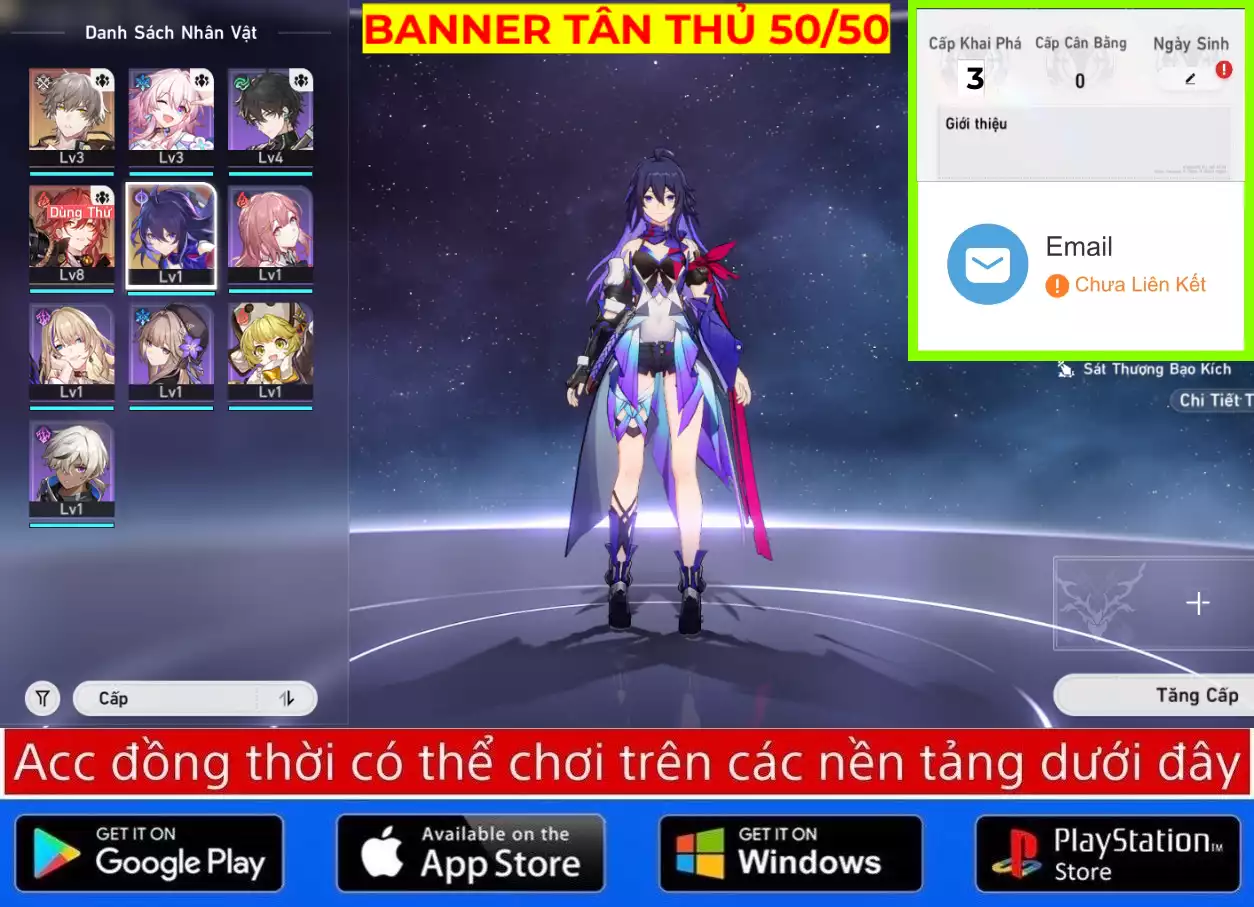 Danh Sách Nhân Vật
BANNER TÂN THỦ 50/50
Cấp Khai Phá
Cấp Cân Bằng
Ngày Sinh
3
0
Giới thiệu
Email
Chưa Liên Kết
Lv3
Lv3
Lv4
Dùng Thử
Lv8
Lv1
Lv1
Lv1
Lv1
Lv1
Lv1
Sát Thượng Bạo Kích
Chi Tiết T
Cấp
Tăng Cấp
Acc đồng thời có thể chơi trên các nền tảng dưới đây
GET IT ON
Google Play
Available on the
App Store
GET IT ON
Windows
PlayStation™
Store